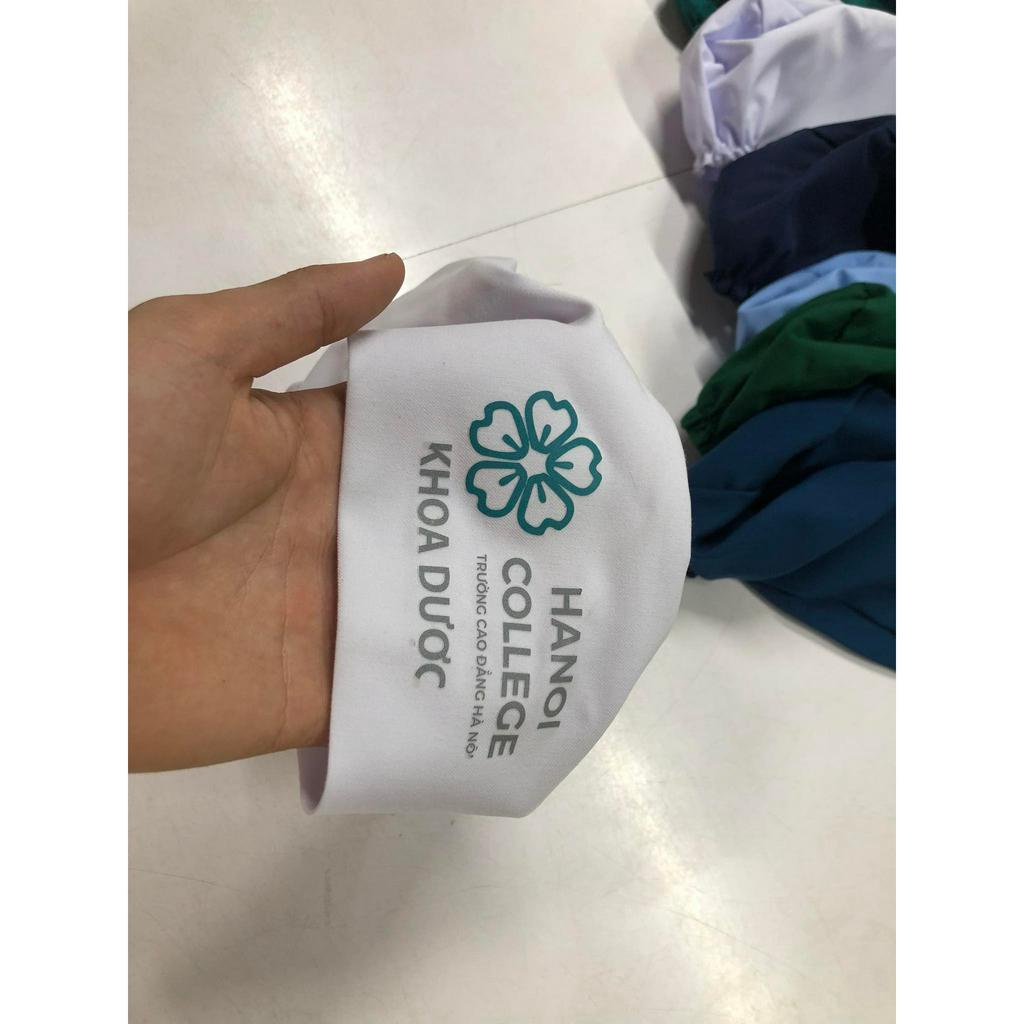 HANOI
COLLEGE
TRƯỜNG CAO ĐẲNG HÀ NỘI
KHOA DƯỢC